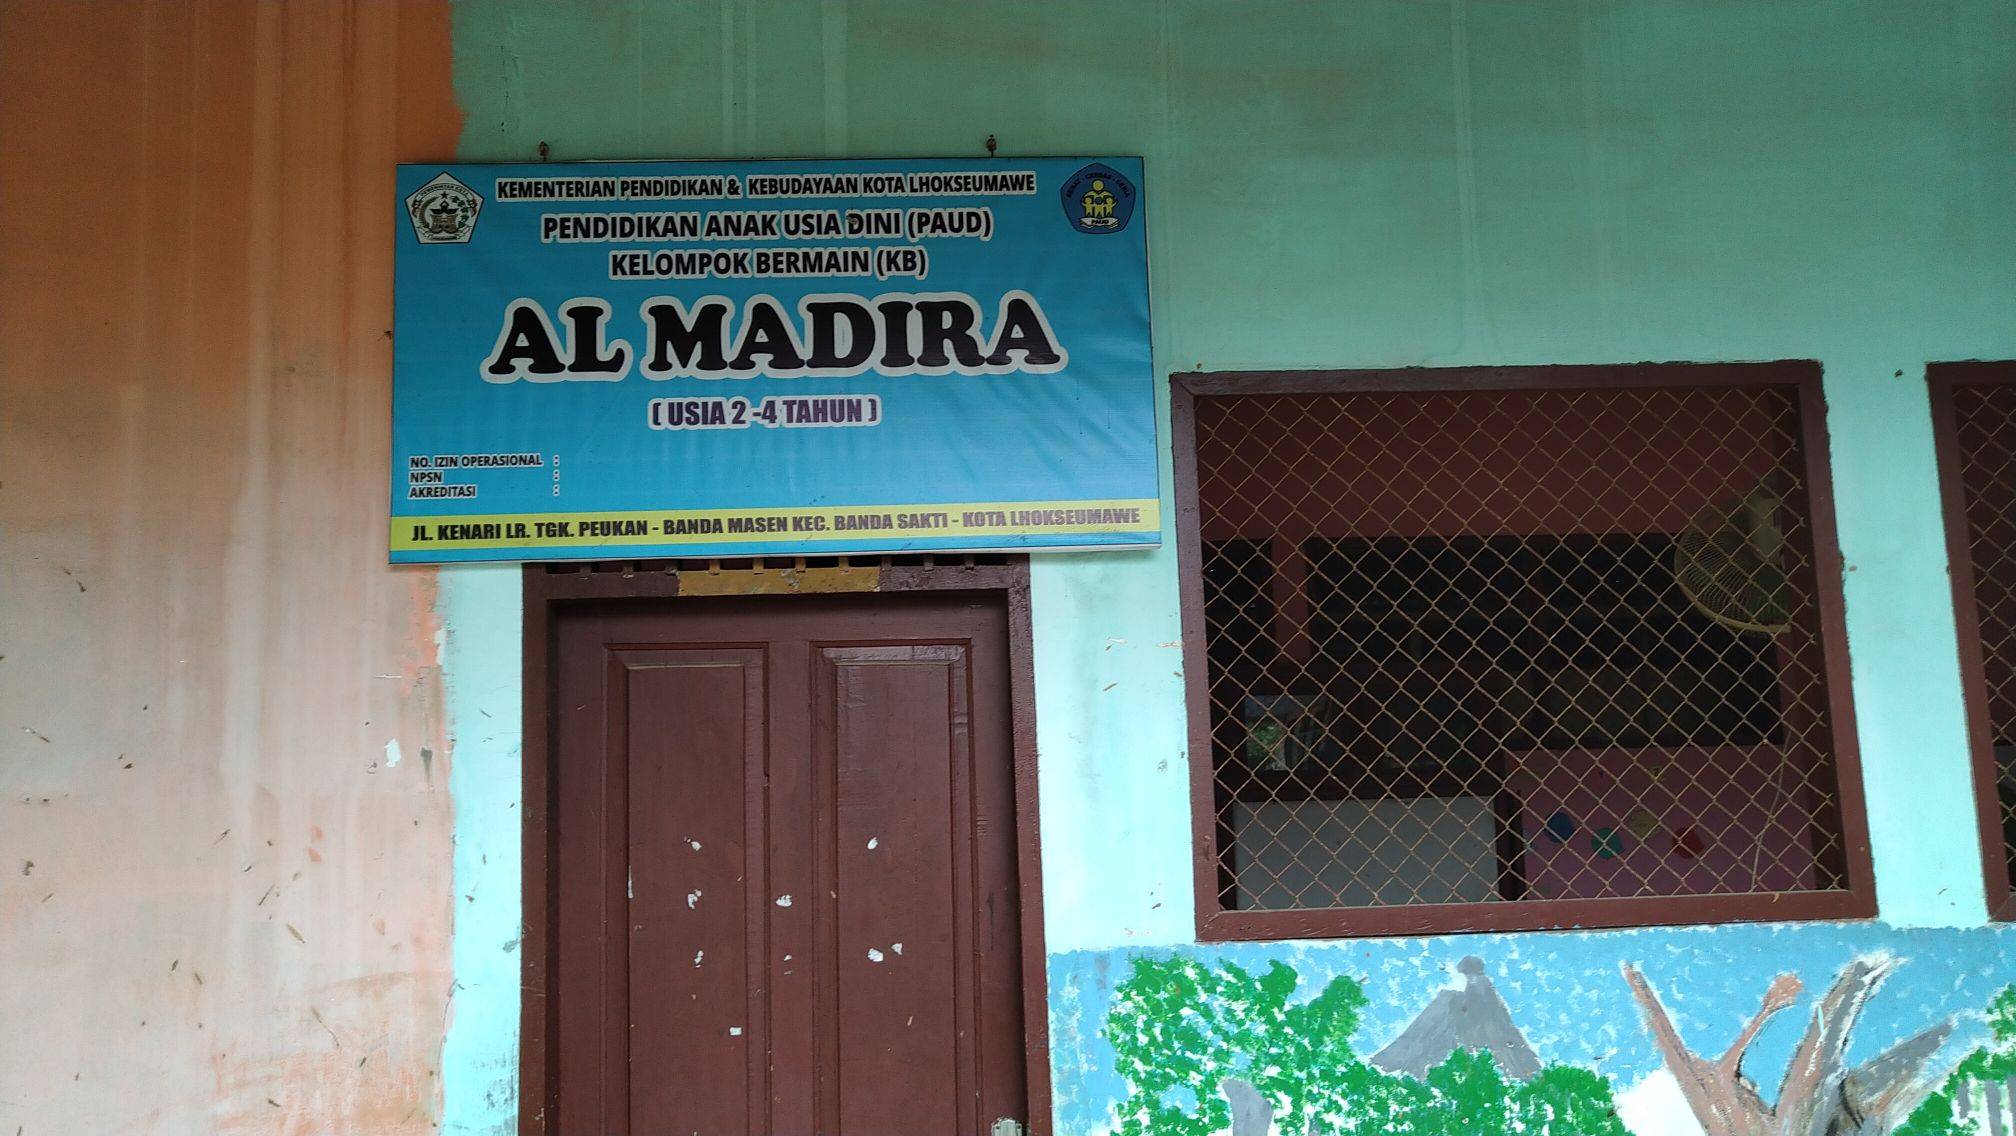 KEMENTERIAN PENDIDIKAN & KEBUDAYAAN KOTA LHOKSEUMAWE
PENDIDIKAN ANAK USIA DINI (PAUD)
KELOMPOK BERMAIN (KB)
AL MADIRA
( USIA 2 -4 TAHUN )
NO. IZIN OPERASIONAL :
NPSN :
AKREDITASI :
JL. KENARI LR. TGK. PEUKAN - BANDA MASEN KEC. BANDA SAKTI - KOTA LHOKSEUMAWE
PAUD